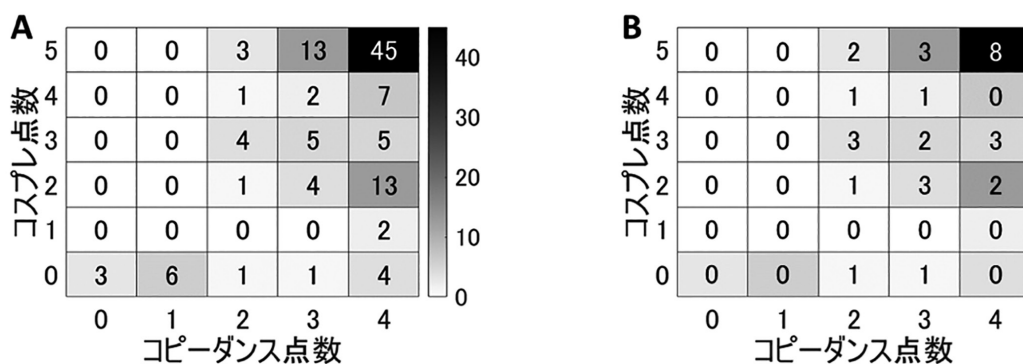 A
B
コスプレ点数
5 0 0 3 13 45
4 0 0 1 2 7
3 0 0 4 5 5
2 0 0 1 4 13
1 0 0 0 0 2
0 3 6 1 1 4
0 1 2 3 4
コピーダンス点数
40
30
20
10
0
コスプレ点数
5 0 0 2 3 8
4 0 0 1 1 0
3 0 0 3 2 3
2 0 0 1 3 2
1 0 0 0 0 0
0 0 0 1 1 0
0 1 2 3 4
コピーダンス点数